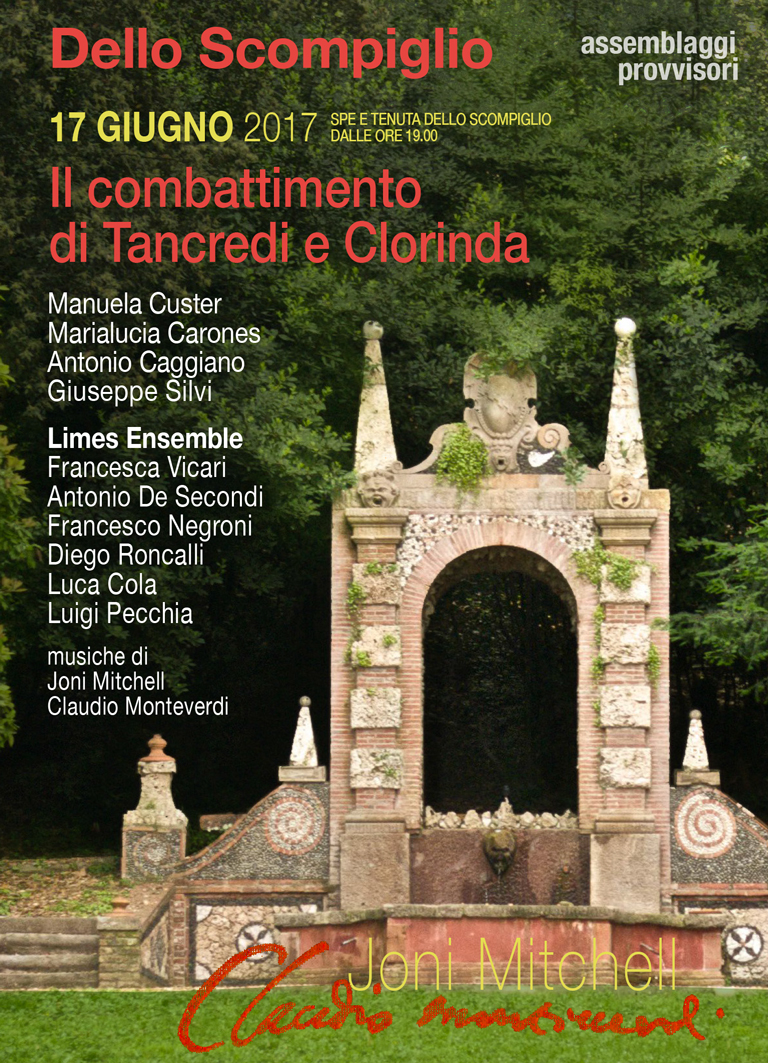 Dello Scompiglio
assemblaggi
provvisori
17 GIUGNO 2017 SPE E TENUTA DELLO SCOMPIGLIO
DALLE ORE 19.00
Il combattimento
di Tancredi e Clorinda
Manuela Custer
Marialucia Carones
Antonio Caggiano
Giuseppe Silvi
Limes Ensemble
Francesca Vicari
Antonio De Secondi
Francesco Negroni
Diego Roncalli
Luca Cola
Luigi Pecchia
musiche di
Joni Mitchell
Claudio Monteverdi
Joni Mitchell
Claudio Monteverdi